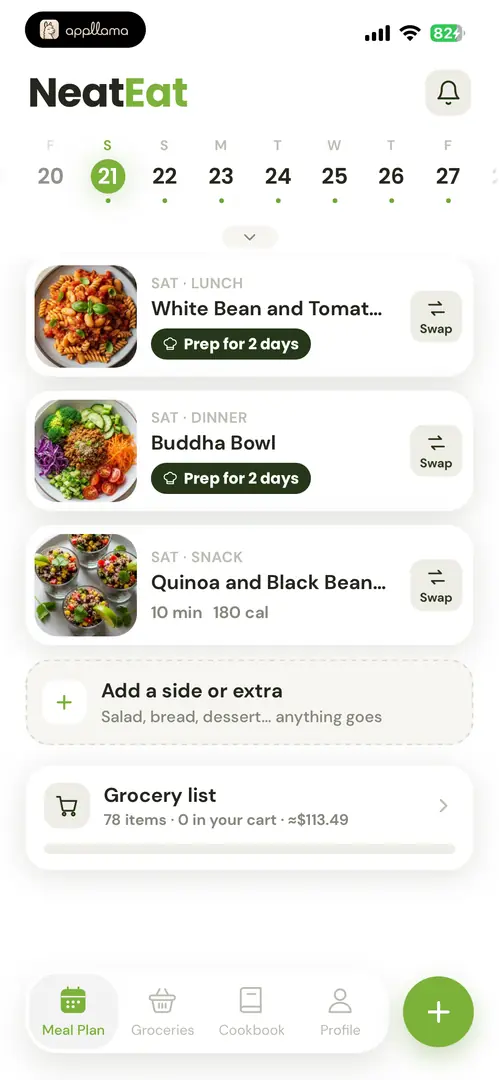 appllama
82
NeatEat
F S S M T W T F
20 21 22 23 24 25 26 27
SAT · LUNCH
White Bean and Tomat...
Prep for 2 days
Swap
SAT · DINNER
Buddha Bowl
Prep for 2 days
Swap
SAT · SNACK
Quinoa and Black Bean...
10 min 180 cal
Swap
Add a side or extra
Salad, bread, dessert... anything goes
Grocery list
78 items · 0 in your cart · ≈$113.49
Meal Plan
Groceries
Cookbook
Profile